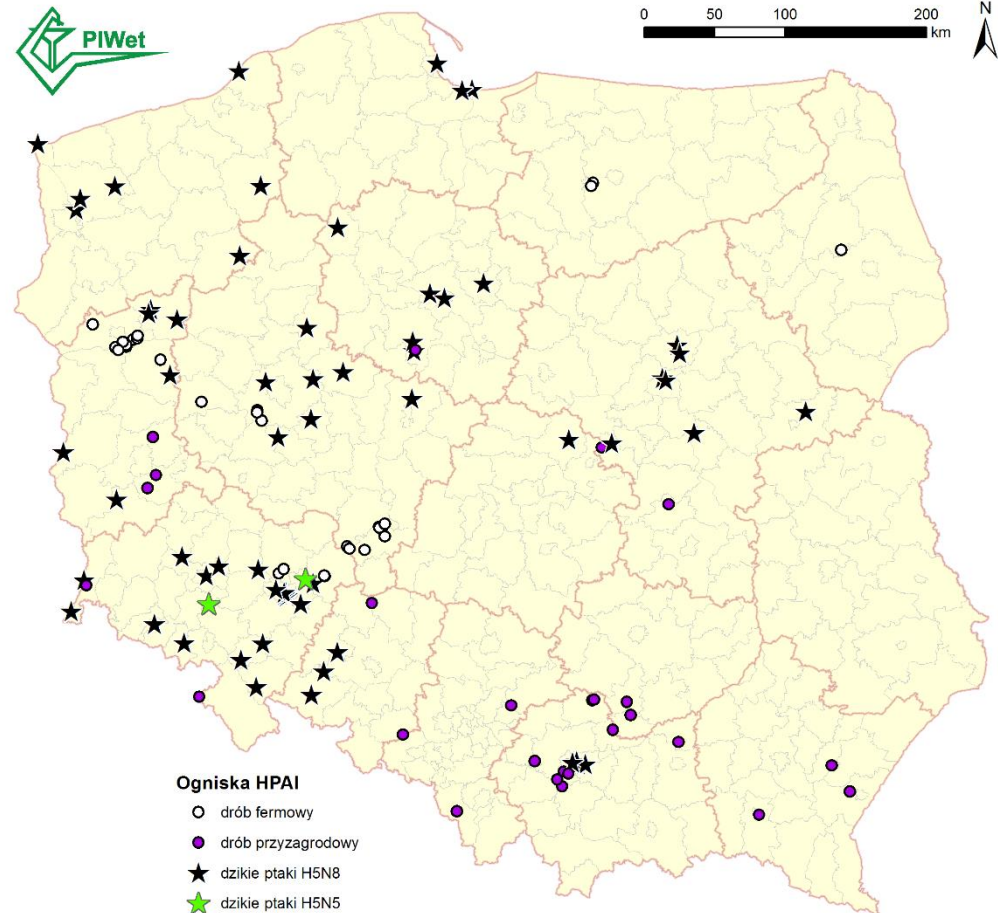 PIWet
0 50 100 200
km
N
Ogniska HPAI
drób fermowy
drób przyzagrodowy
dzikie ptaki H5N8
dzikie ptaki H5N5